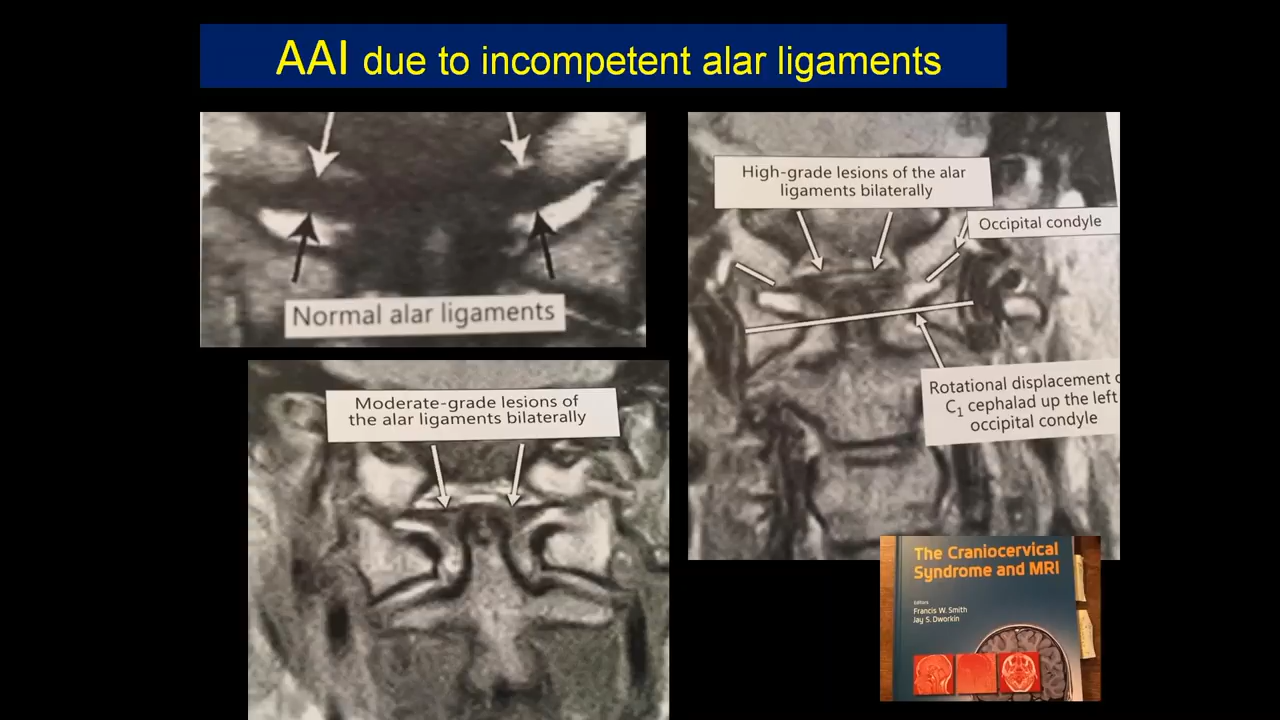 AAI due to incompetent alar ligaments
Normal alar ligaments
Moderate-grade lesions of
the alar ligaments bilaterally
High-grade lesions of the alar
ligaments bilaterally
Occipital condyle
Rotational displacement
C1 cephalad up the left
occipital condyle
The Craniocervical
Syndrome and MRI
Editors
Francis W. Smith
Jay S. Dworkin